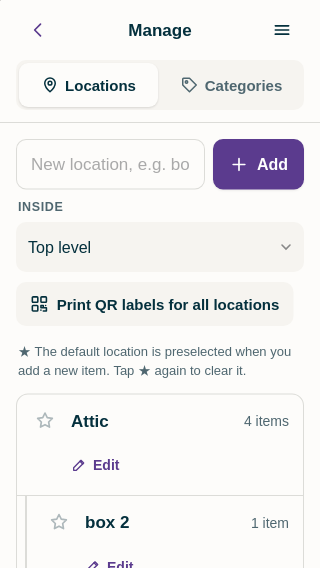 Manage
Locations
Categories
New location, e.g. bo
Add
INSIDE
Top level
Print QR labels for all locations
★ The default location is preselected when you
add a new item. Tap ★ again to clear it.
Attic
4 items
Edit
box 2
1 item
Edit